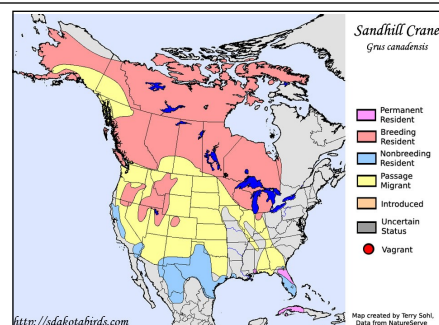 Sandhill Crane
Grus canadensis
Permanent
Resident
Breeding
Resident
Nonbreeding
Resident
Passage
Migrant
Introduced
Uncertain
Status
Vagrant
http://sdakotabirds.com
Map created by Terry Sohl,
Data from NatureServe